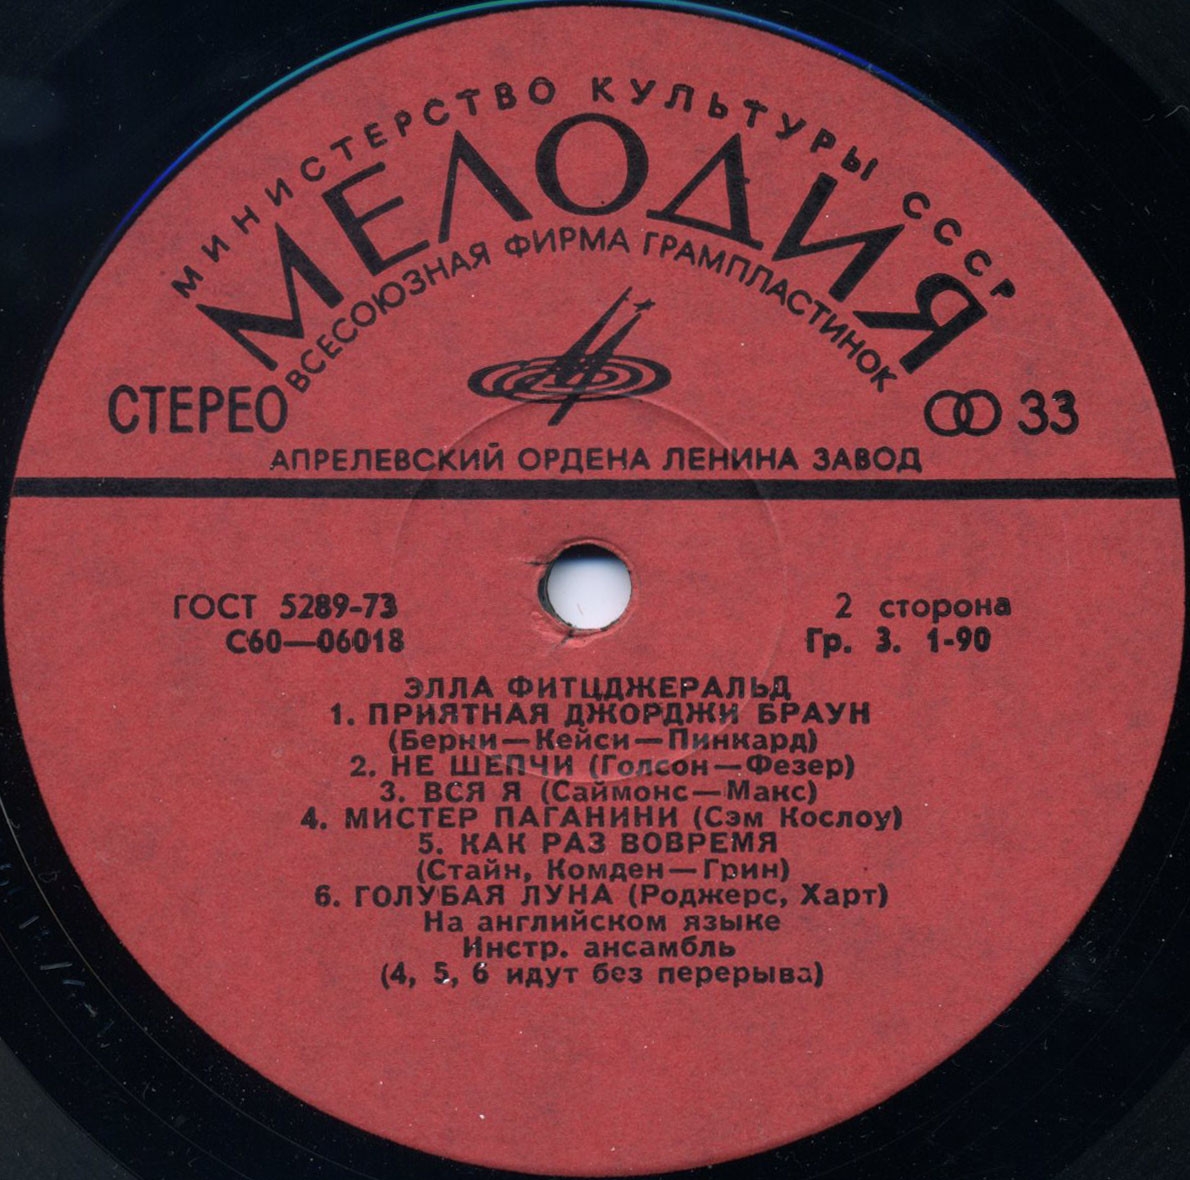 МИНИСТЕРСТВО КУЛЬТУРЫ СССР
МЕЛОДИЯ
ВСЕСОЮЗНАЯ ФИРМА ГРАМПЛАСТИНОК
СТЕРЕО
33
АПРЕЛЕВСКИЙ ОРДЕНА ЛЕНИНА ЗАВОД
ГОСТ 5289-73
2 сторона
С60—06018
Гр. 3. 1-90
ЭЛЛА ФИТЦДЖЕРАЛЬД
1. ПРИЯТНАЯ ДЖОРДЖИ БРАУН
(Берни—Кейси—Пинкард)
2. НЕ ШЕПЧИ (Голсон—Фезер)
3. ВСЯ Я (Саймонс—Макс)
4. МИСТЕР ПАГАНИНИ (Сэм Кослоу)
5. КАК РАЗ ВОВРЕМЯ
(Стайн, Комден—Грин)
6. ГОЛУБАЯ ЛУНА (Роджерс, Харт)
На английском языке
Инстр. ансамбль
(4, 5, 6 идут без перерыва)